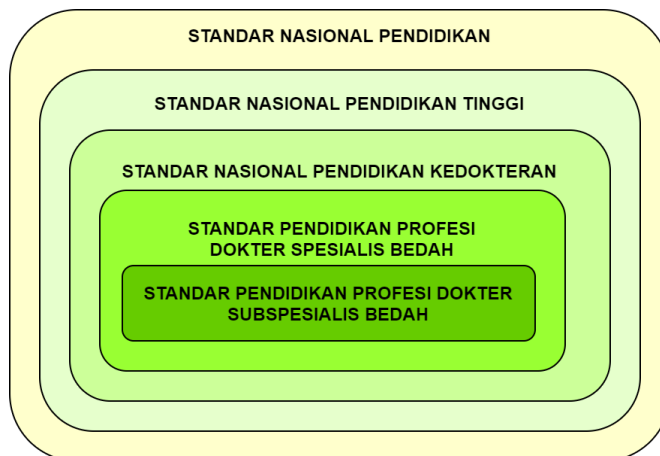 STANDAR NASIONAL PENDIDIKAN
STANDAR NASIONAL PENDIDIKAN TINGGI
STANDAR NASIONAL PENDIDIKAN KEDOKTERAN
STANDAR PENDIDIKAN PROFESI
DOKTER SPESIALIS BEDAH
STANDAR PENDIDIKAN PROFESI DOKTER
SUBSPESIALIS BEDAH